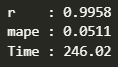 r    : 0.9958
mape : 0.0511
Time : 246.02